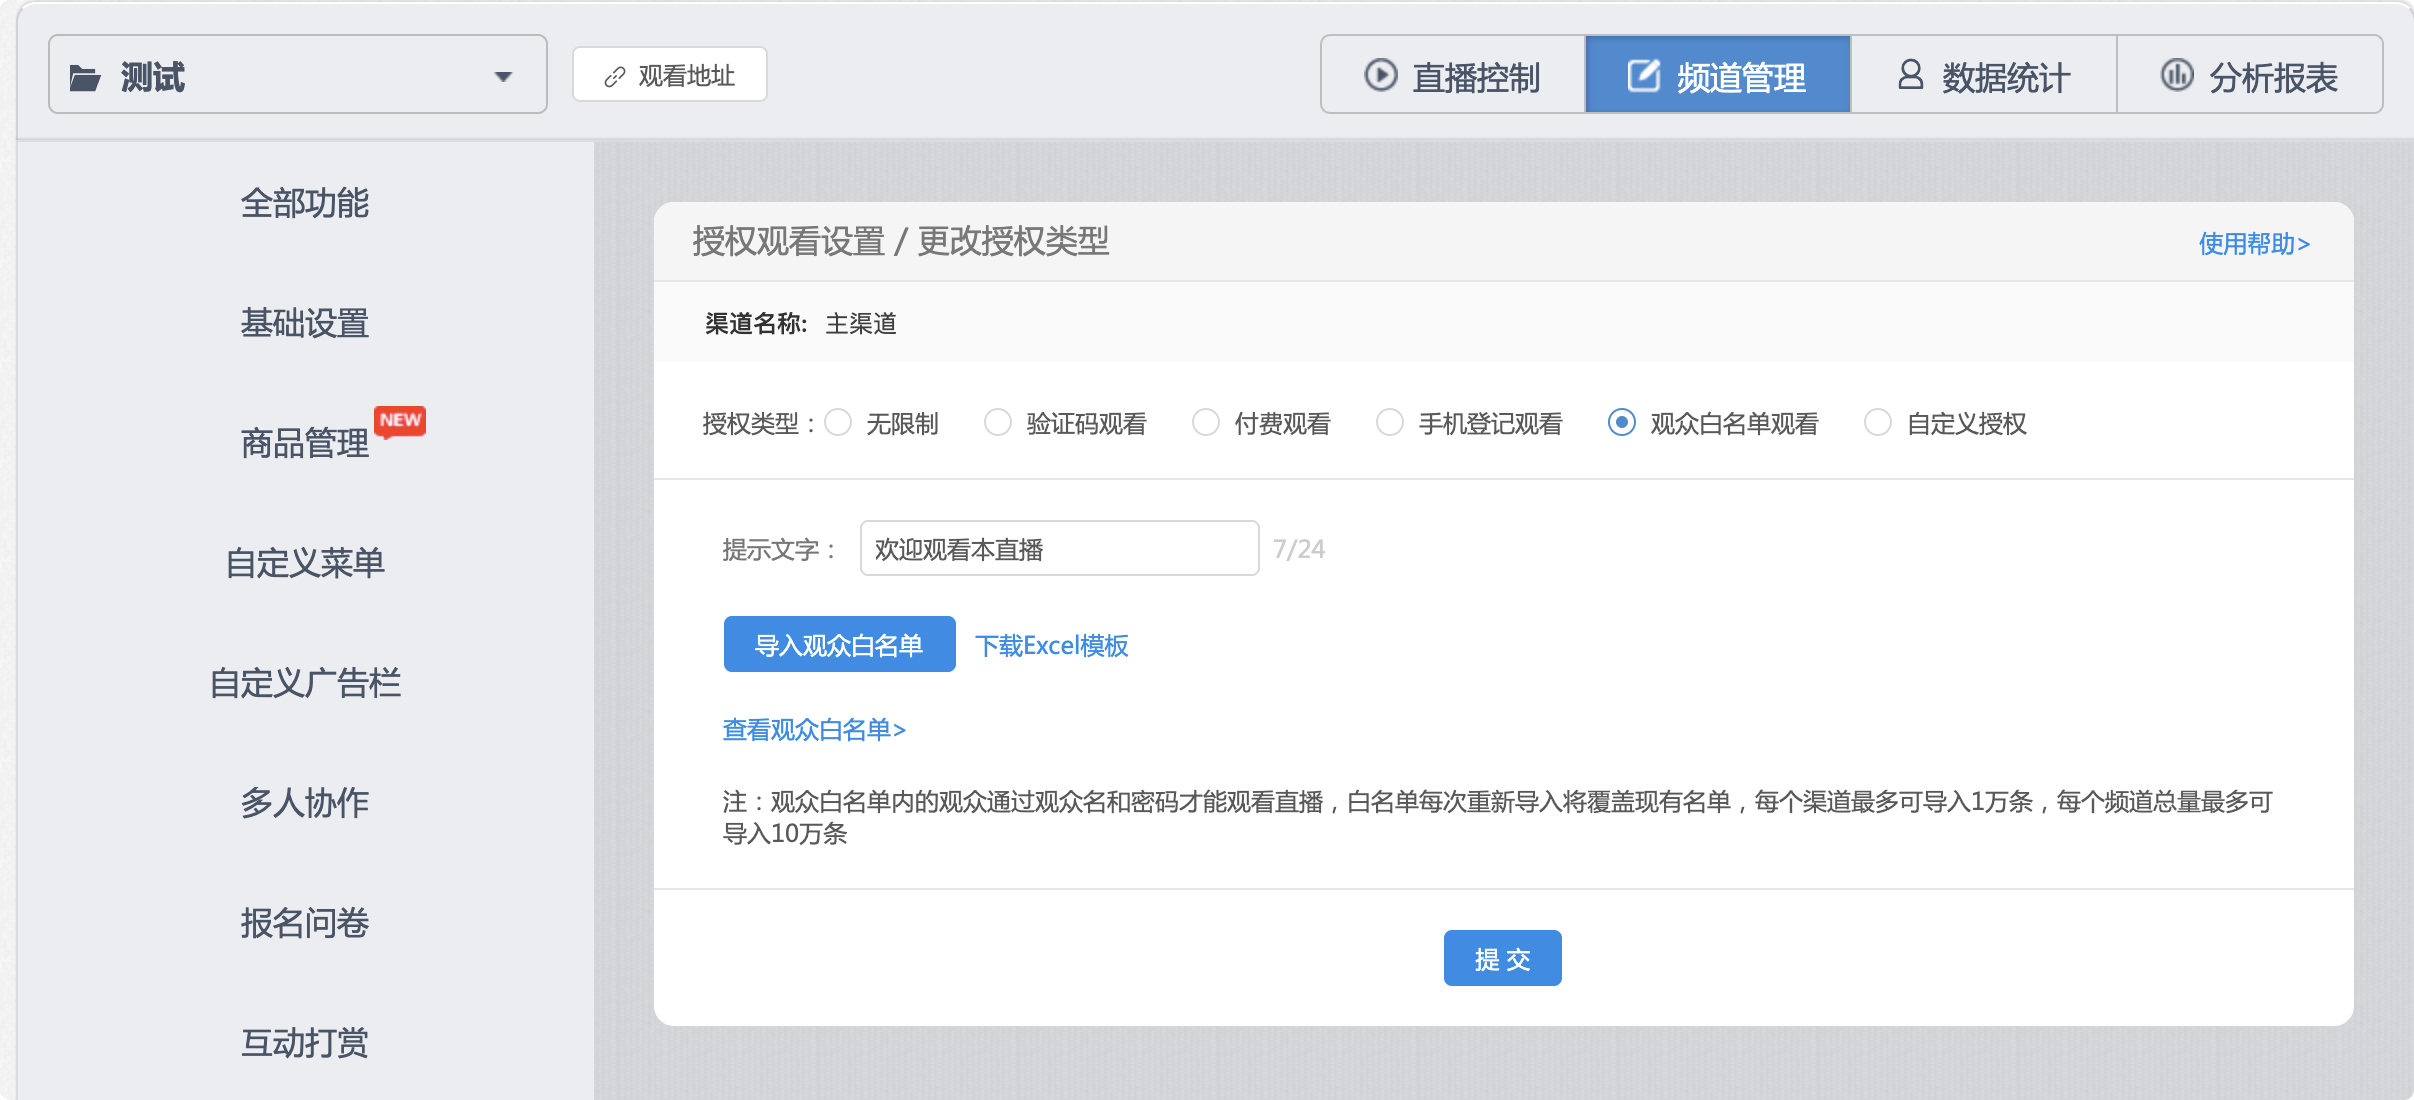 测试
观看地址
直播控制
频道管理
数据统计
分析报表
全部功能
基础设置
商品管理
NEW
自定义菜单
自定义广告栏
多人协作
报名问卷
互动打赏
授权观看设置 / 更改授权类型
使用帮助>
渠道名称: 主渠道
授权类型：
无限制
验证码观看
付费观看
手机登记观看
观众白名单观看
自定义授权
提示文字： 欢迎观看本直播 7/24
导入观众白名单 下载Excel模板
查看观众白名单>
注：观众白名单内的观众通过观众名和密码才能观看直播，白名单每次重新导入将覆盖现有名单，每个渠道最多可导入1万条，每个频道总量最多可
导入10万条
提 交